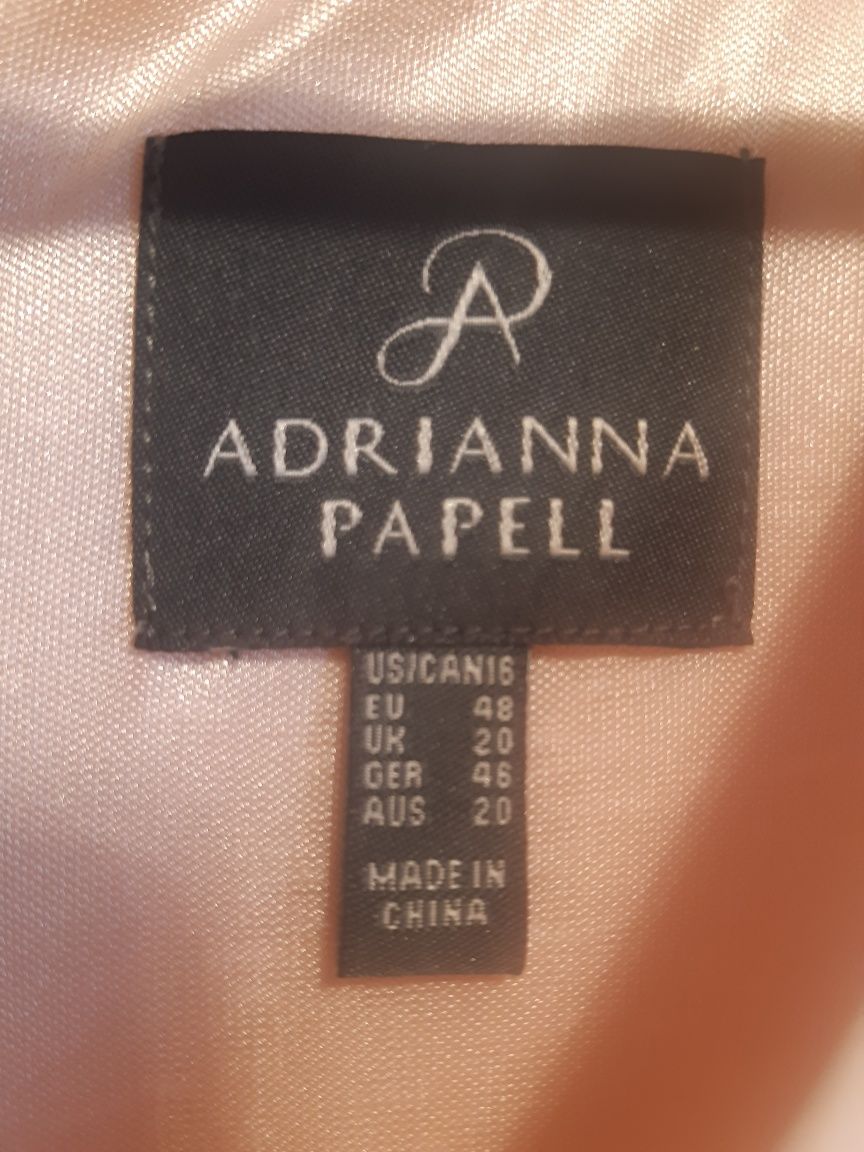 AP
ADRIANNA
PAPELL
US/CAN16
EU 48
UK 20
GER 46
AUS 20
MADE IN
CHINA